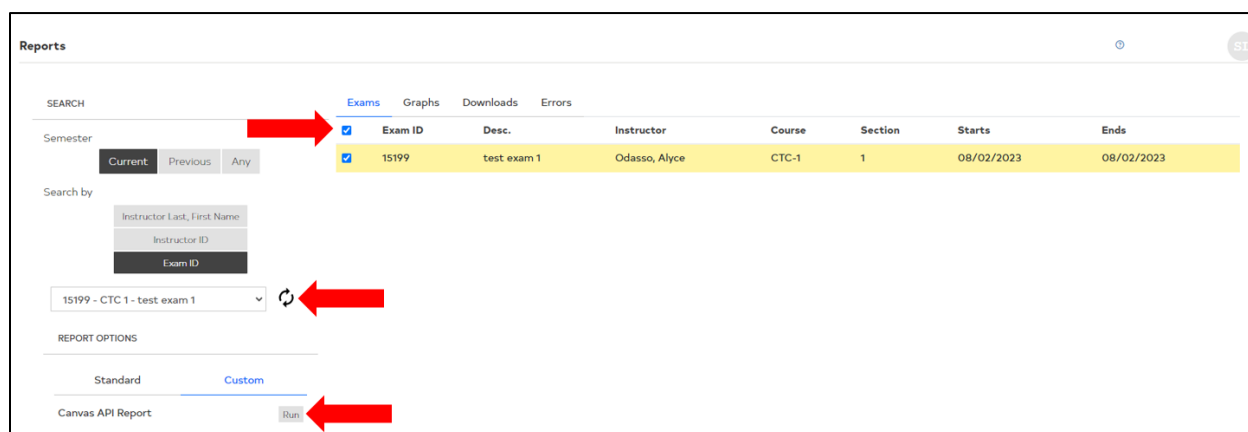 Reports
SI
SEARCH
Semester
Current Previous Any
Search by
Instructor Last, First Name
Instructor ID
Exam ID
15199 - CTC 1 - test exam 1
REPORT OPTIONS
Standard Custom
Canvas API Report Run
Exams Graphs Downloads Errors
Exam ID Desc. Instructor Course Section Starts Ends
15199 test exam 1 Odasso, Alyce CTC-1 1 08/02/2023 08/02/2023